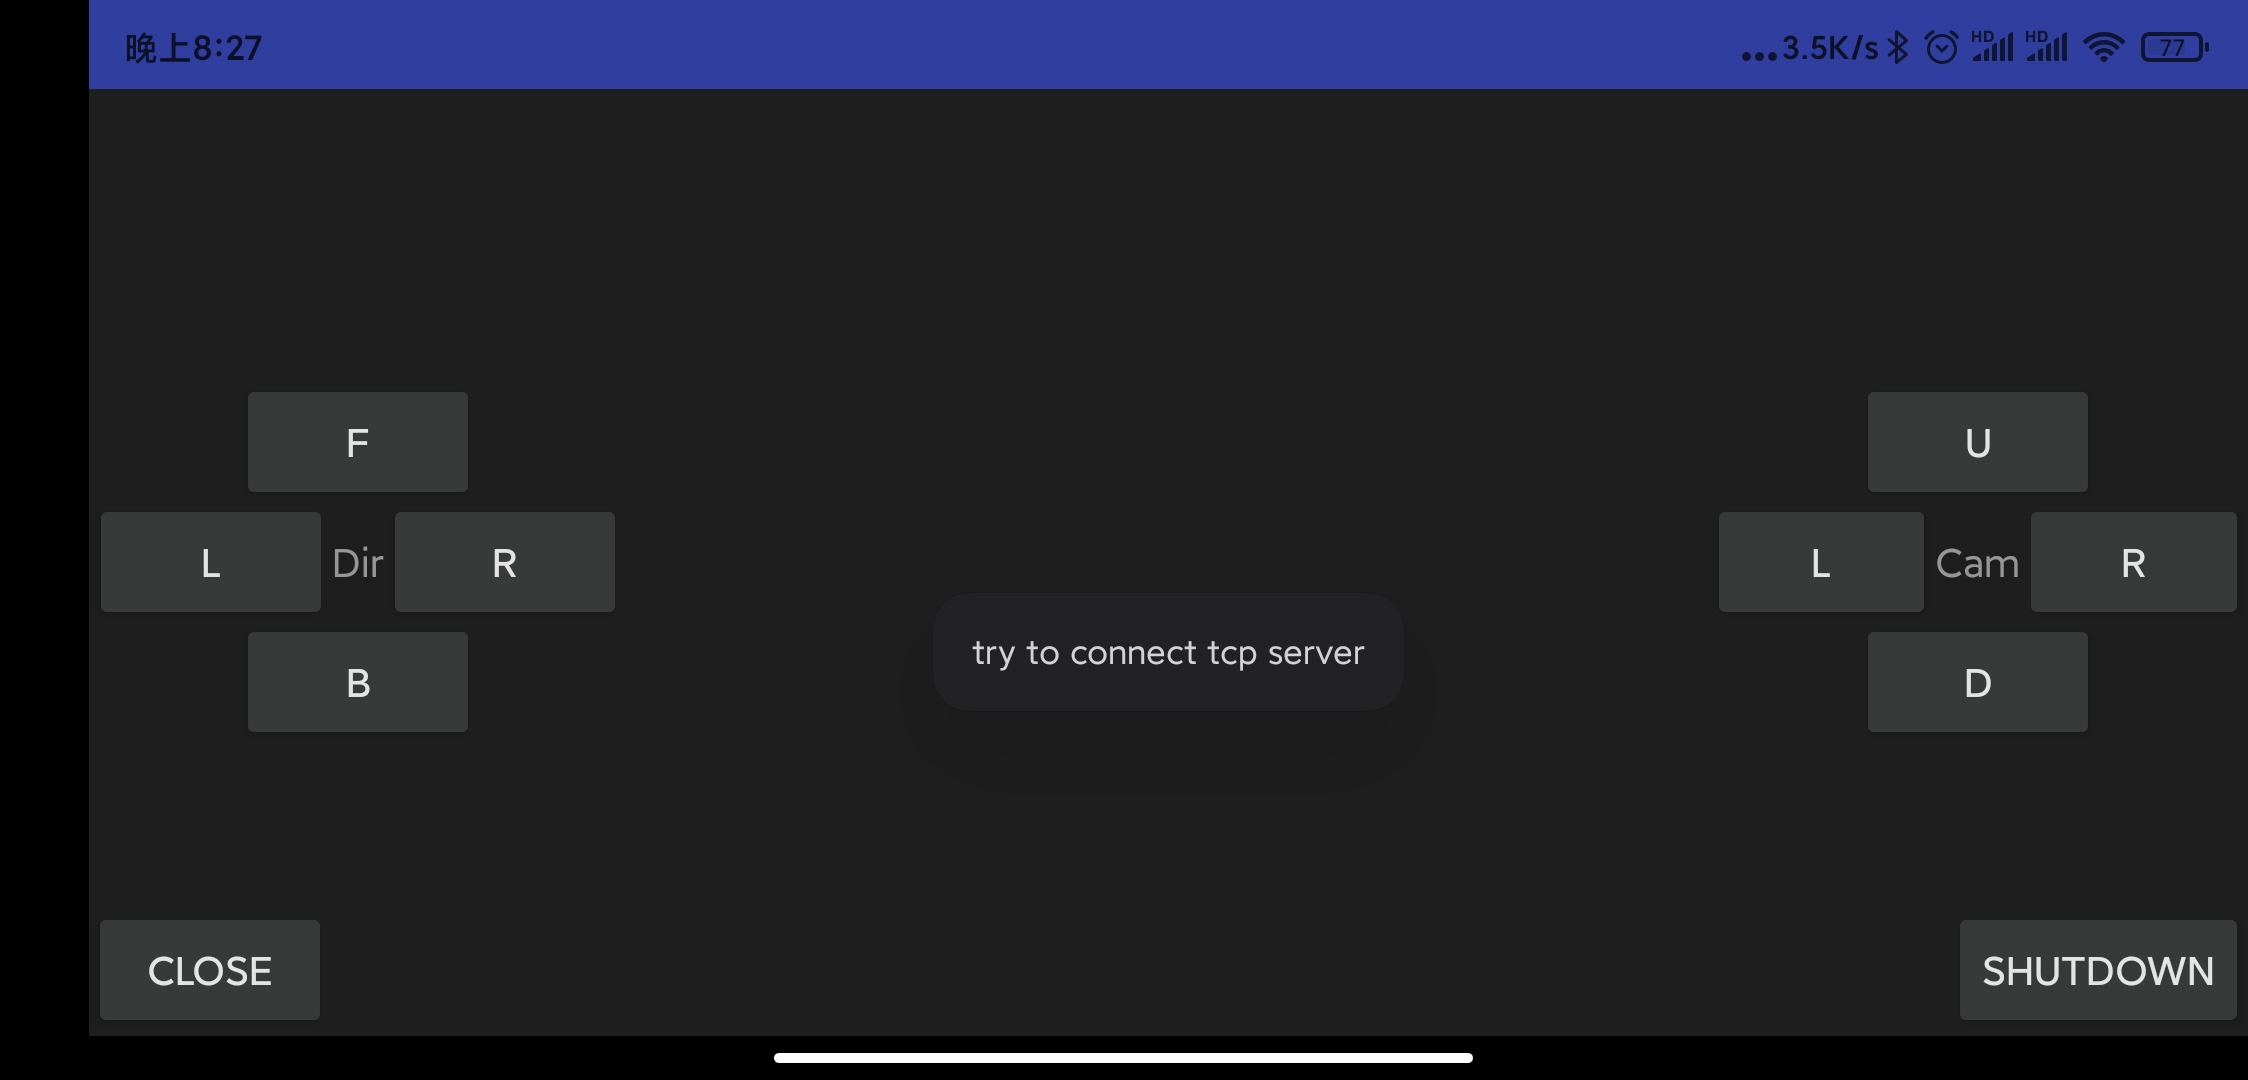 晚上8:27
...3.5K/s HD HD 77
F
U
L Dir R
L Cam R
try to connect tcp server
B
D
CLOSE
SHUTDOWN